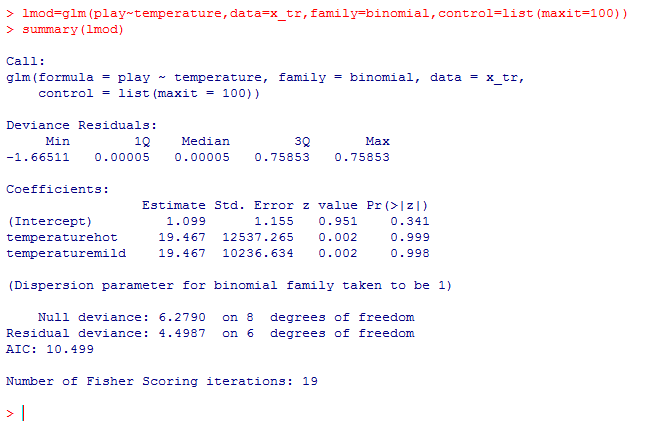 > lmod=glm(play~temperature,data=x_tr,family=binomial,control=list(maxit=100))
> summary(lmod)
Call:
glm(formula = play ~ temperature, family = binomial, data = x_tr,
    control = list(maxit = 100))
Deviance Residuals:
     Min        1Q    Median        3Q       Max
-1.66511   0.00005   0.00005   0.75853   0.75853
Coefficients:
                Estimate Std. Error z value Pr(>|z|)
(Intercept)        1.099      1.155   0.951    0.341
temperaturehot    19.467  12537.265   0.002    0.999
temperaturemild   19.467  10236.634   0.002    0.998
(Dispersion parameter for binomial family taken to be 1)
    Null deviance: 6.2790  on 8  degrees of freedom
Residual deviance: 4.4987  on 6  degrees of freedom
AIC: 10.499
Number of Fisher Scoring iterations: 19
>